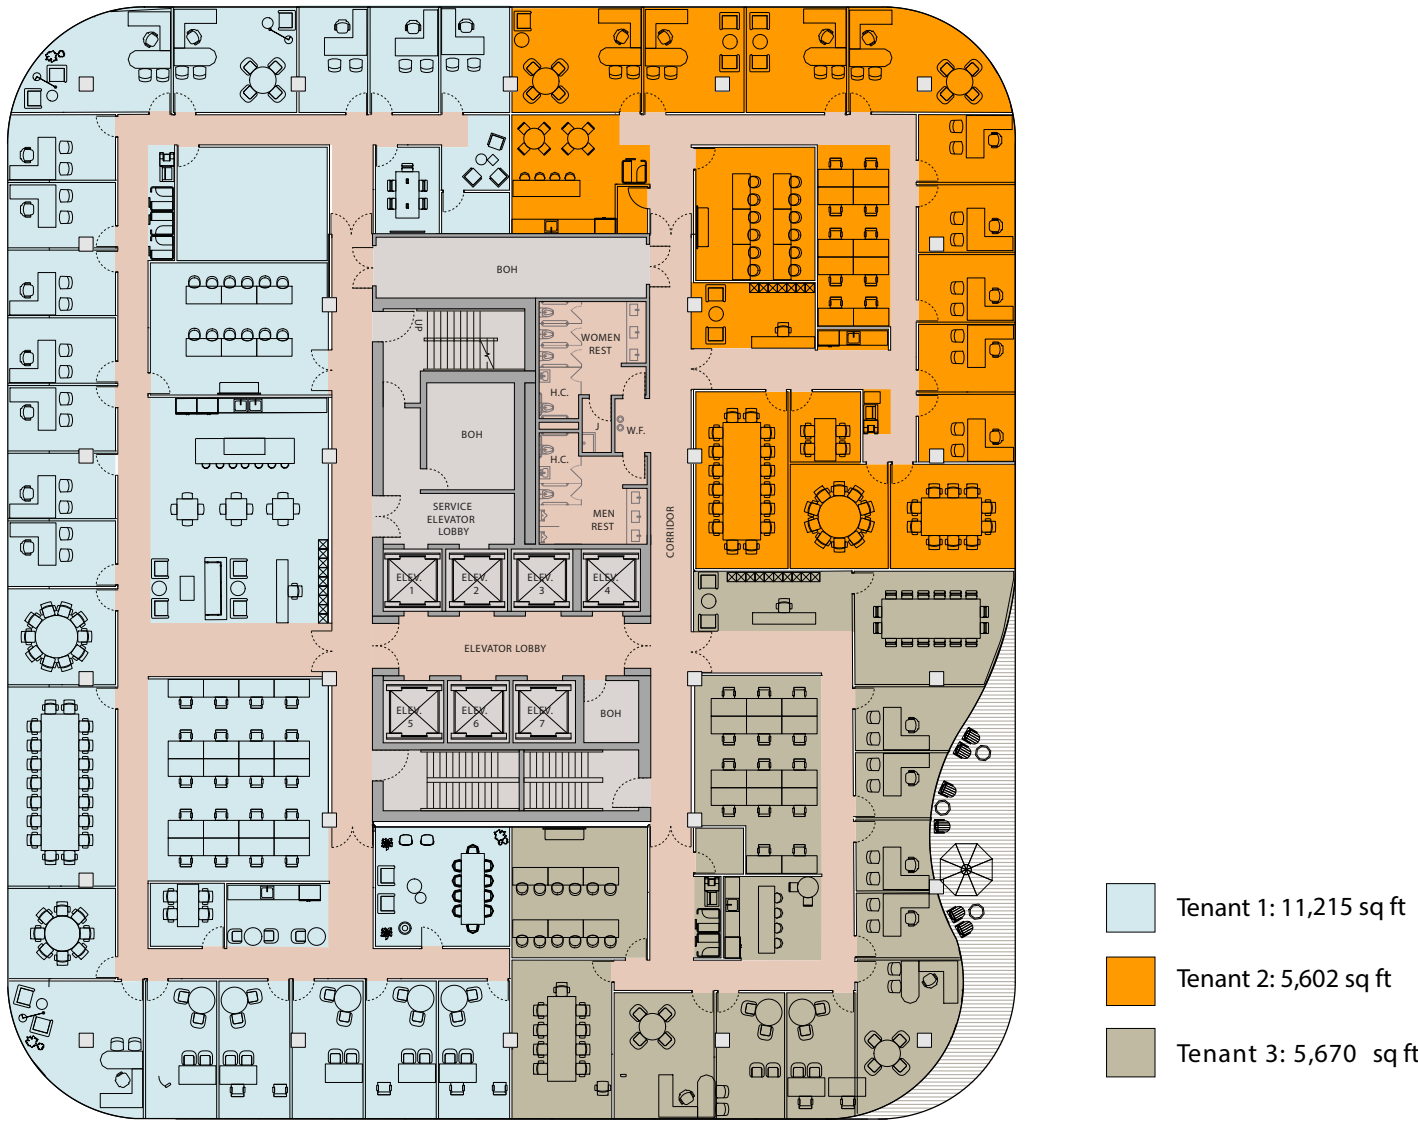 BOH
UP
WOMEN
REST
H.C.
J
W.F.
BOH
H.C.
SERVICE
ELEVATOR
LOBBY
MEN
REST
CORRIDOR
ELEV.
1
ELEV.
2
ELEV.
3
ELEV.
4
ELEVATOR LOBBY
ELEV.
5
ELEV.
6
ELEV.
7
BOH
Tenant 1: 11,215 sq ft
Tenant 2: 5,602 sq ft
Tenant 3: 5,670 sq ft